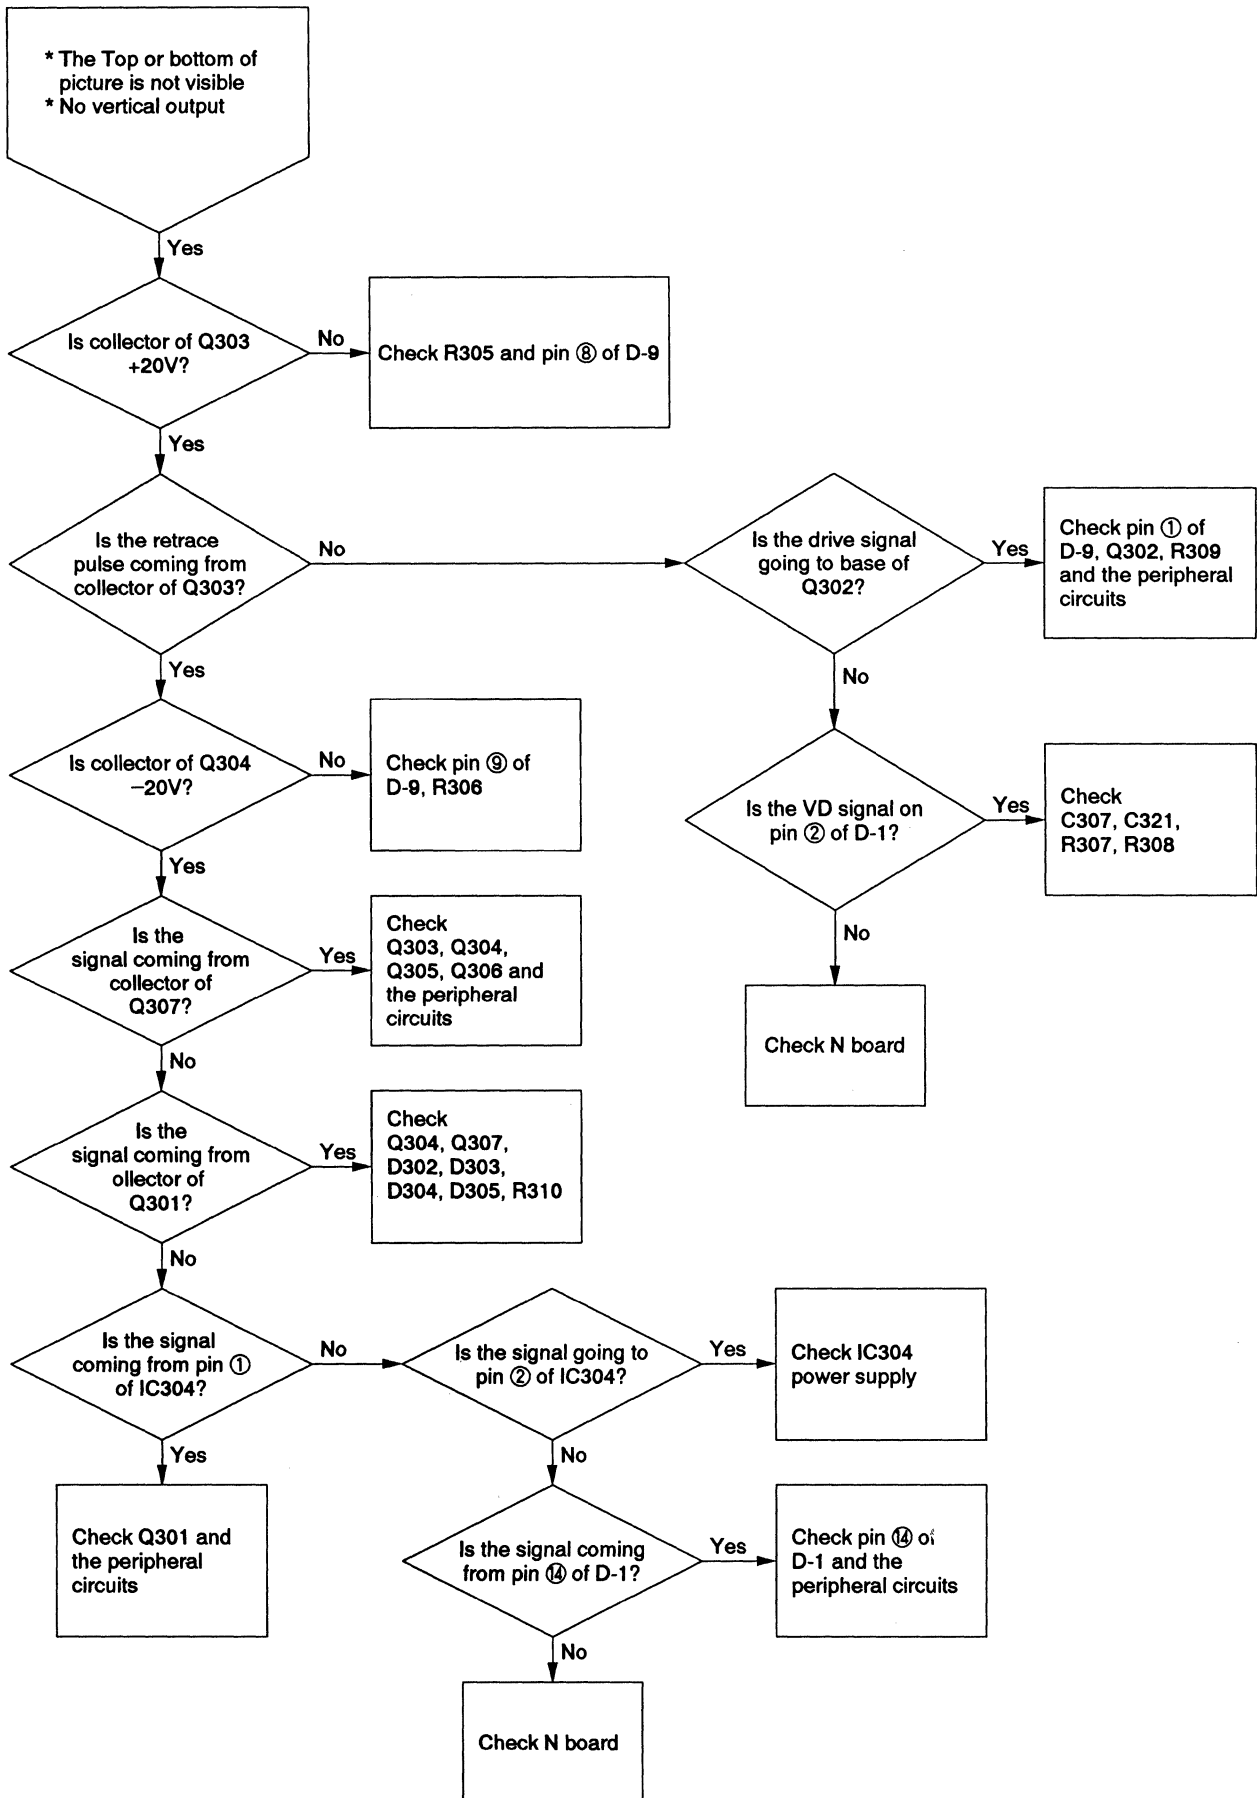 * The Top or bottom of
picture is not visible
* No vertical output
Yes
Is collector of Q303
+20V?
No
Check R305 and pin ⑧ of D-9
Yes
Is the retrace
pulse coming from
collector of Q303?
No
Is the drive signal
going to base of
Q302?
Yes
Check pin ① of
D-9, Q302, R309
and the peripheral
circuits
Yes
No
Is collector of Q304
−20V?
No
Check pin ⑨ of
D-9, R306
Is the VD signal on
pin ② of D-1?
Yes
Check
C307, C321,
R307, R308
Yes
No
Is the
signal coming from
collector of
Q307?
Yes
Check
Q303, Q304,
Q305, Q306 and
the peripheral
circuits
Check N board
No
Is the
signal coming from
ollector of
Q301?
Yes
Check
Q304, Q307,
D302, D303,
D304, D305, R310
No
Is the signal
coming from pin ①
of IC304?
No
Is the signal going to
pin ② of IC304?
Yes
Check IC304
power supply
Yes
No
Check Q301 and
the peripheral
circuits
Is the signal coming
from pin ⑭ of D-1?
Yes
Check pin ⑭ of
D-1 and the
peripheral circuits
No
Check N board